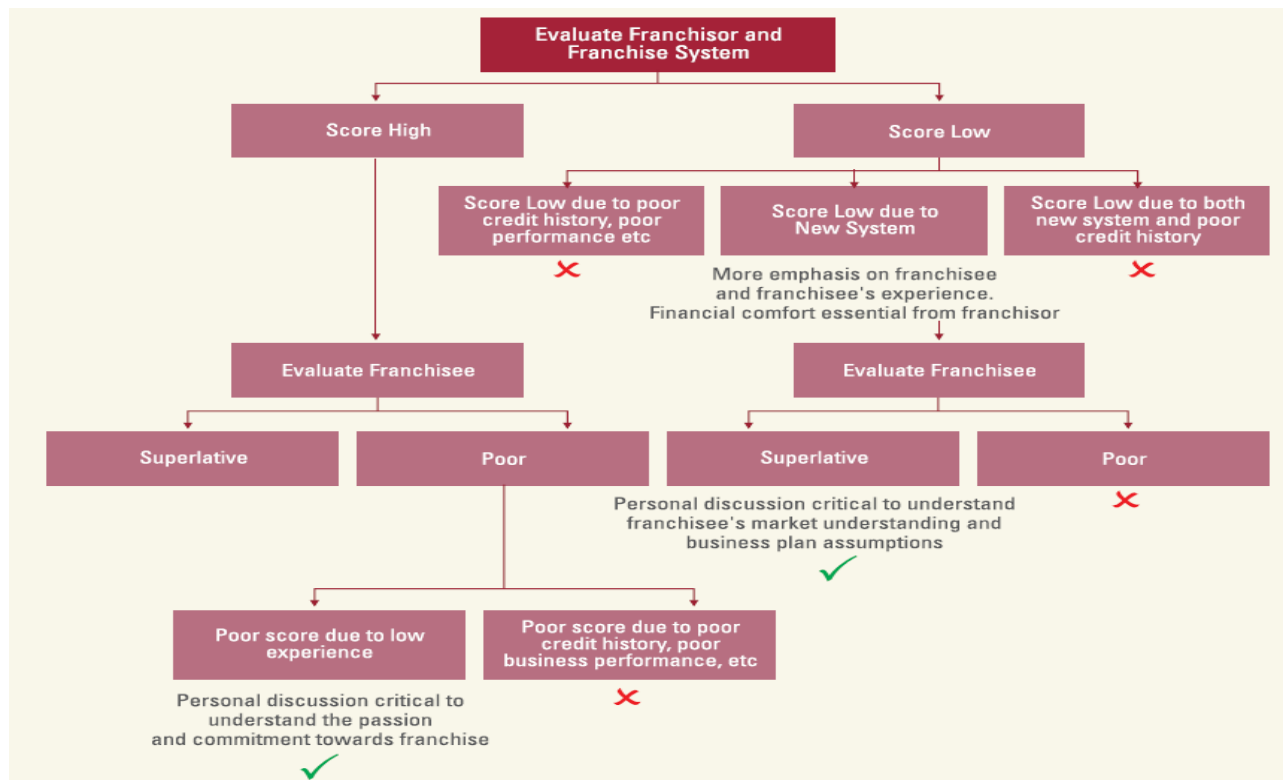 Evaluate Franchisor and
Franchise System
Score High
Score Low
Score Low due to poor
credit history, poor
performance etc
Score Low due to
New System
Score Low due to both
new system and poor
credit history
More emphasis on franchisee
and franchisee's experience.
Financial comfort essential from franchisor
Evaluate Franchisee
Evaluate Franchisee
Superlative
Poor
Superlative
Poor
Personal discussion critical to understand
franchisee's market understanding and
business plan assumptions
Poor score due to low
experience
Poor score due to poor
credit history, poor
business performance, etc
Personal discussion critical to
understand the passion
and commitment towards franchise